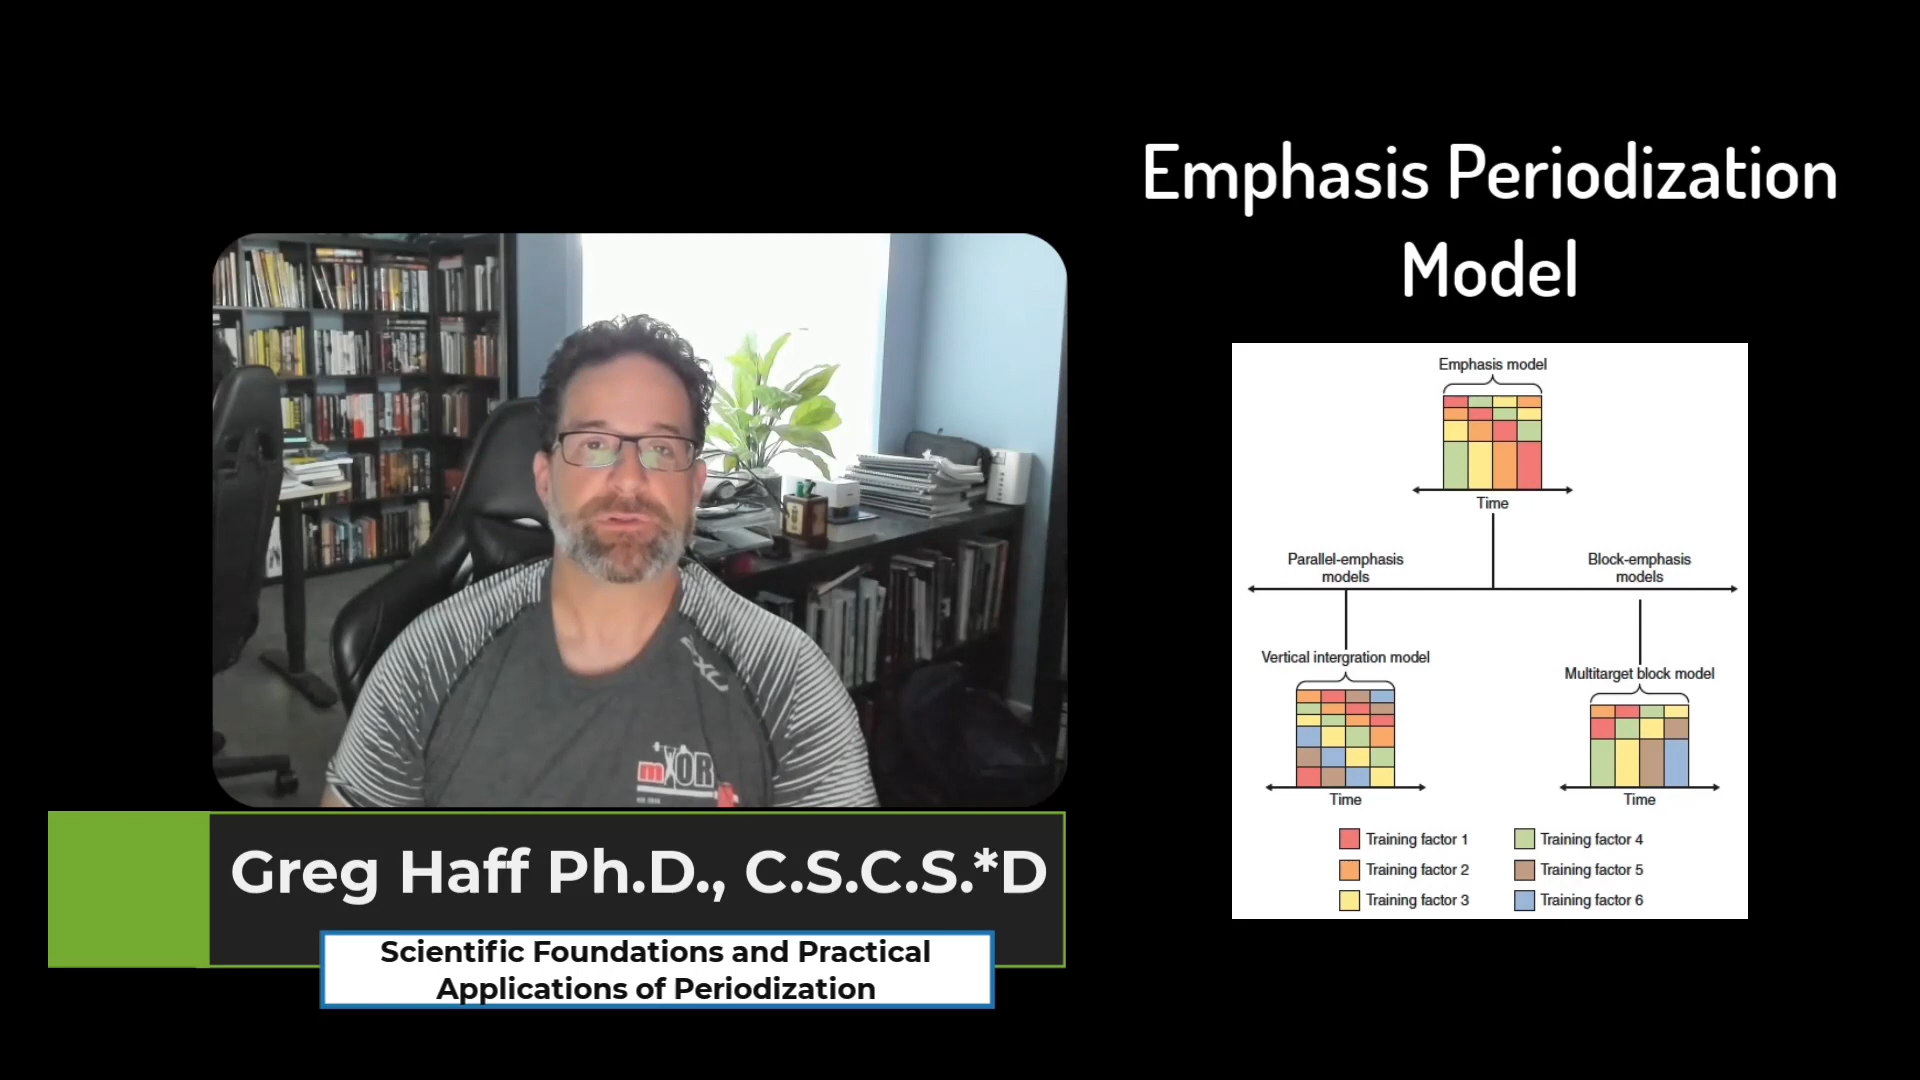 Emphasis Periodization
Model
Emphasis model
Time
Parallel-emphasis
models
Block-emphasis
models
Vertical intergration model
Time
Multitarget block model
Time
Training factor 1
Training factor 2
Training factor 3
Training factor 4
Training factor 5
Training factor 6
mXOR
Greg Haff Ph.D., C.S.C.S.*D
Scientific Foundations and Practical
Applications of Periodization